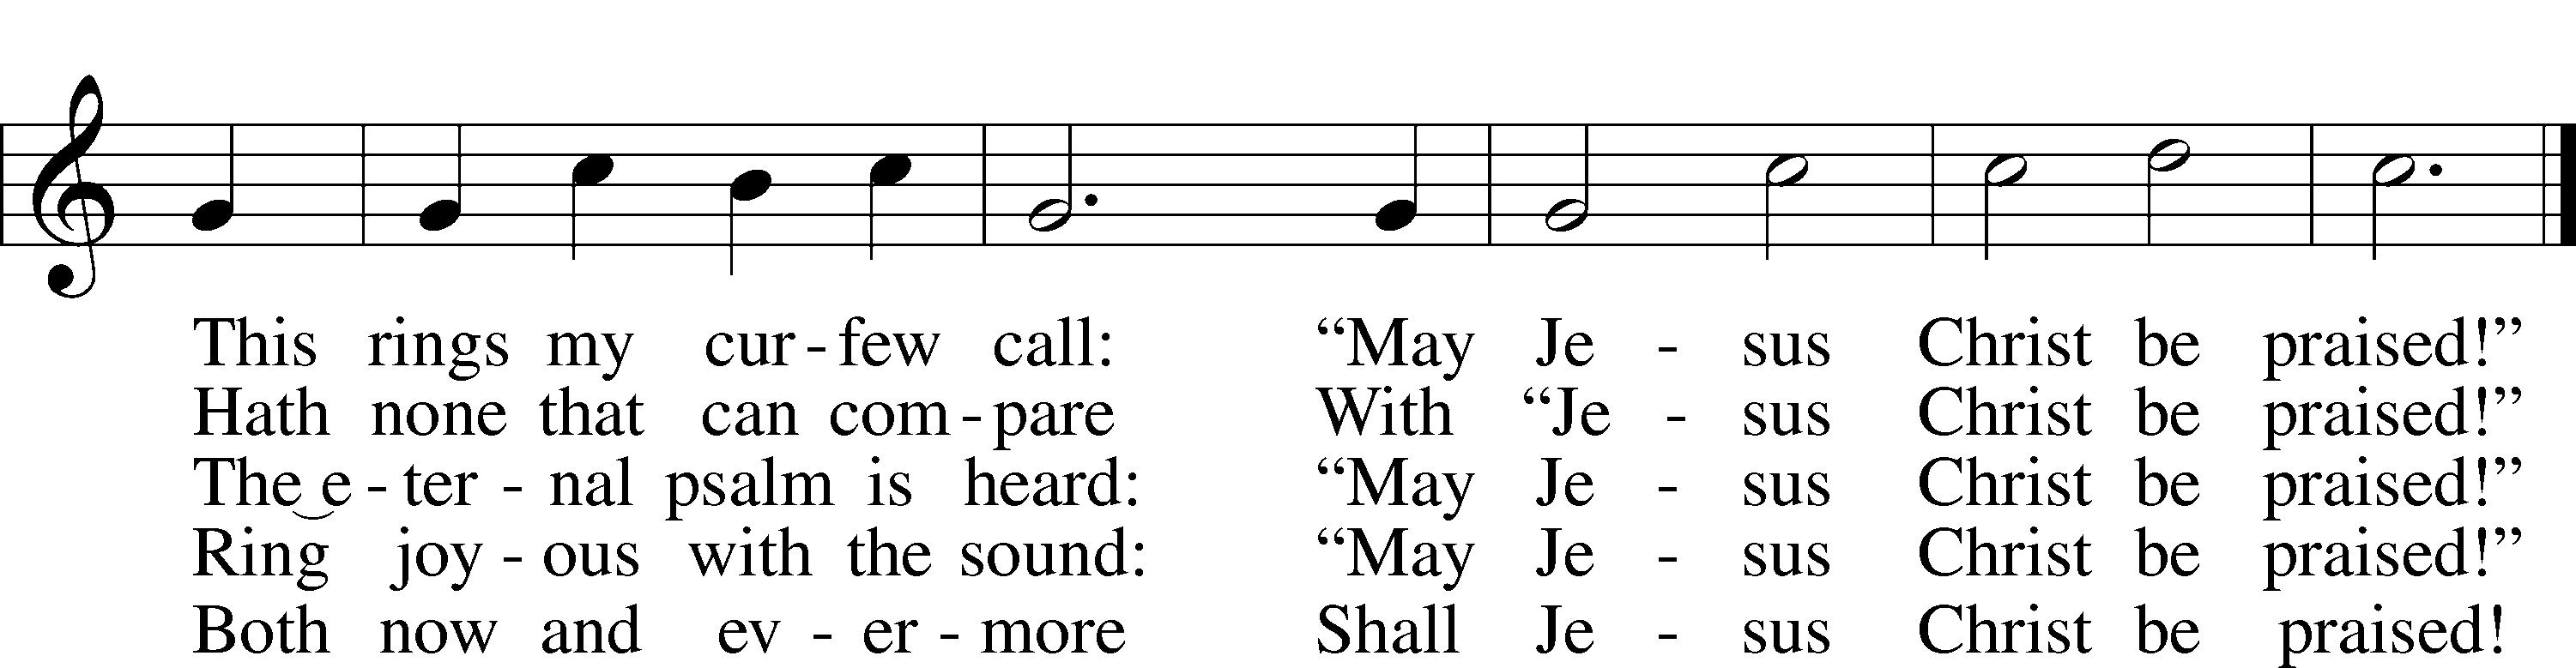 This rings my cur - few call: “May Je - sus Christ be praised!”
Hath none that can com - pare With “Je - sus Christ be praised!”
The e - ter - nal psalm is heard: “May Je - sus Christ be praised!”
Ring joy - ous with the sound: “May Je - sus Christ be praised!”
Both now and ev - er - more Shall Je - sus Christ be praised!